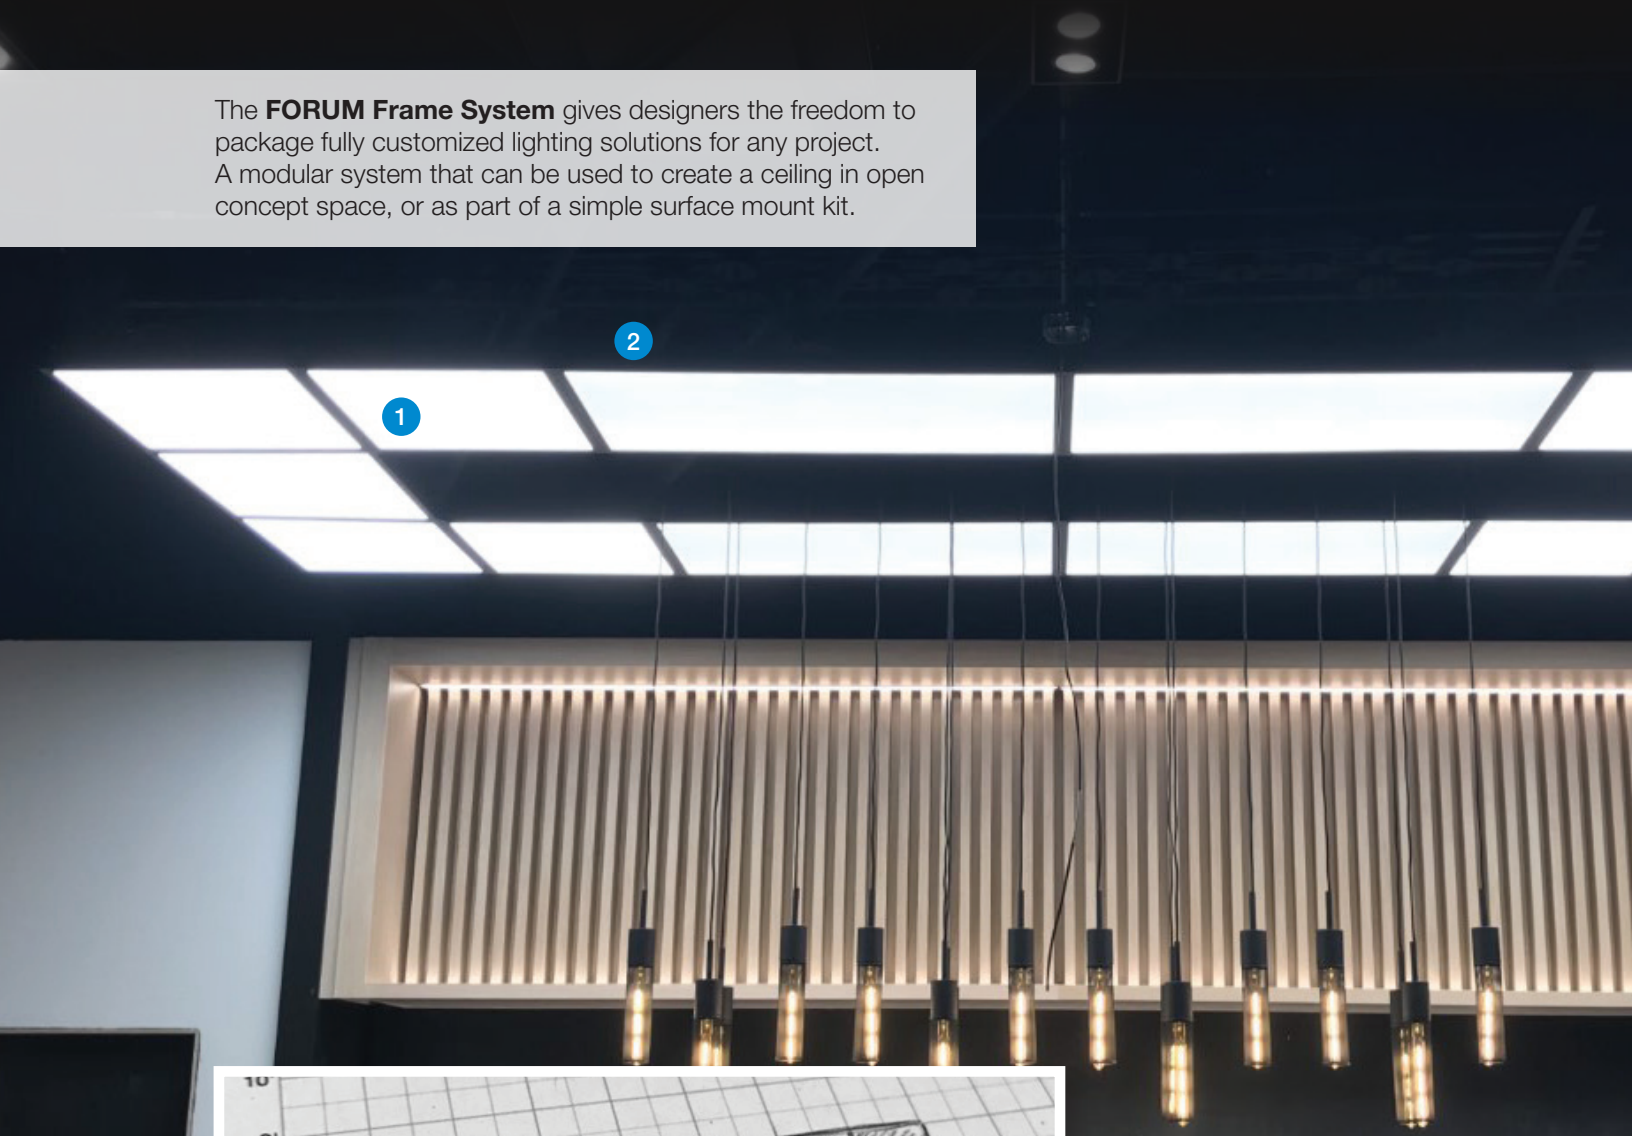 The FORUM Frame System gives designers the freedom to
package fully customized lighting solutions for any project.
A modular system that can be used to create a ceiling in open
concept space, or as part of a simple surface mount kit.
2
1
10